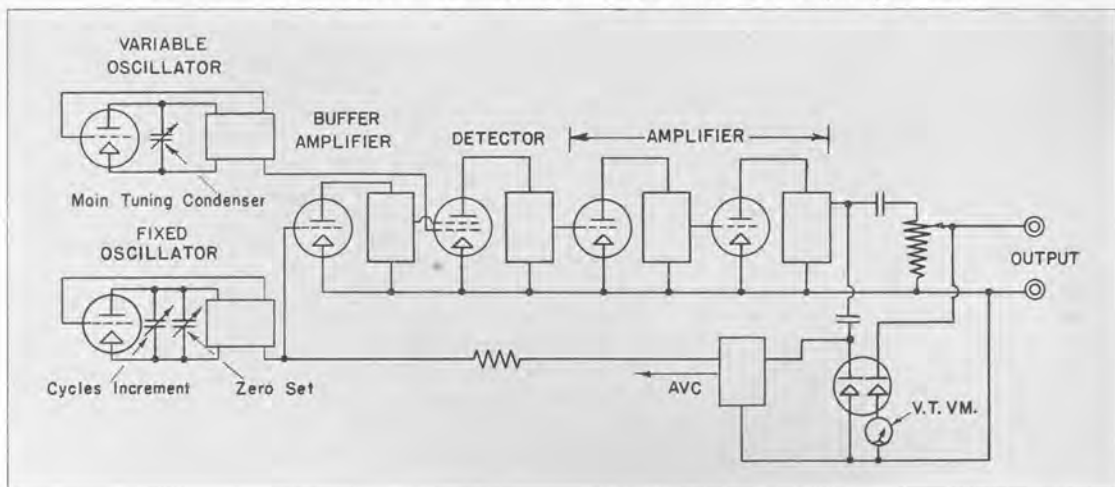 VARIABLE
OSCILLATOR
Main Tuning Condenser
FIXED
OSCILLATOR
Cycles Increment
Zero Set
BUFFER
AMPLIFIER
DETECTOR
AMPLIFIER
OUTPUT
AVC
V.T. VM.